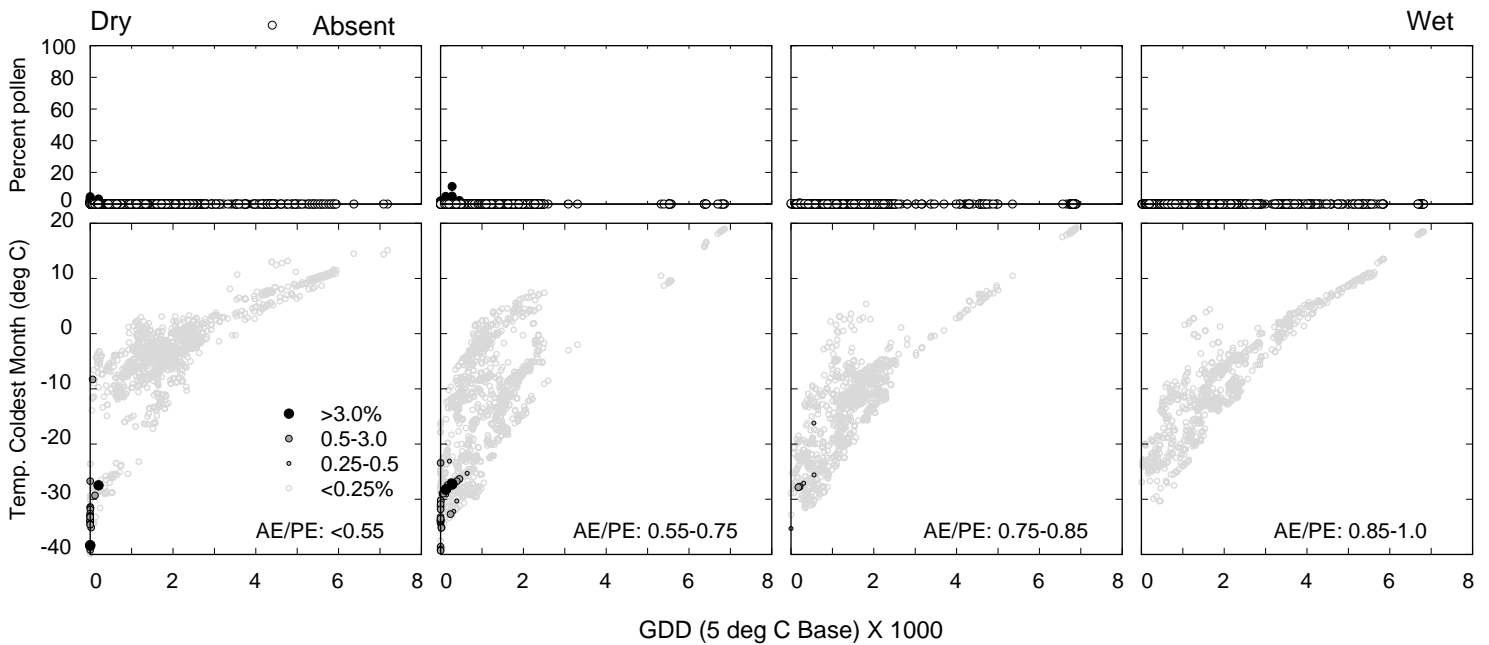 Dry
Absent
Wet
Percent pollen
100
80
60
40
20
0
Temp. Coldest Month (deg C)
20
10
0
-10
-20
-30
-40
>3.0%
0.5-3.0
0.25-0.5
<0.25%
AE/PE: <0.55
AE/PE: 0.55-0.75
AE/PE: 0.75-0.85
AE/PE: 0.85-1.0
0 2 4 6 8
0 2 4 6 8
0 2 4 6 8
0 2 4 6 8
GDD (5 deg C Base) X 1000